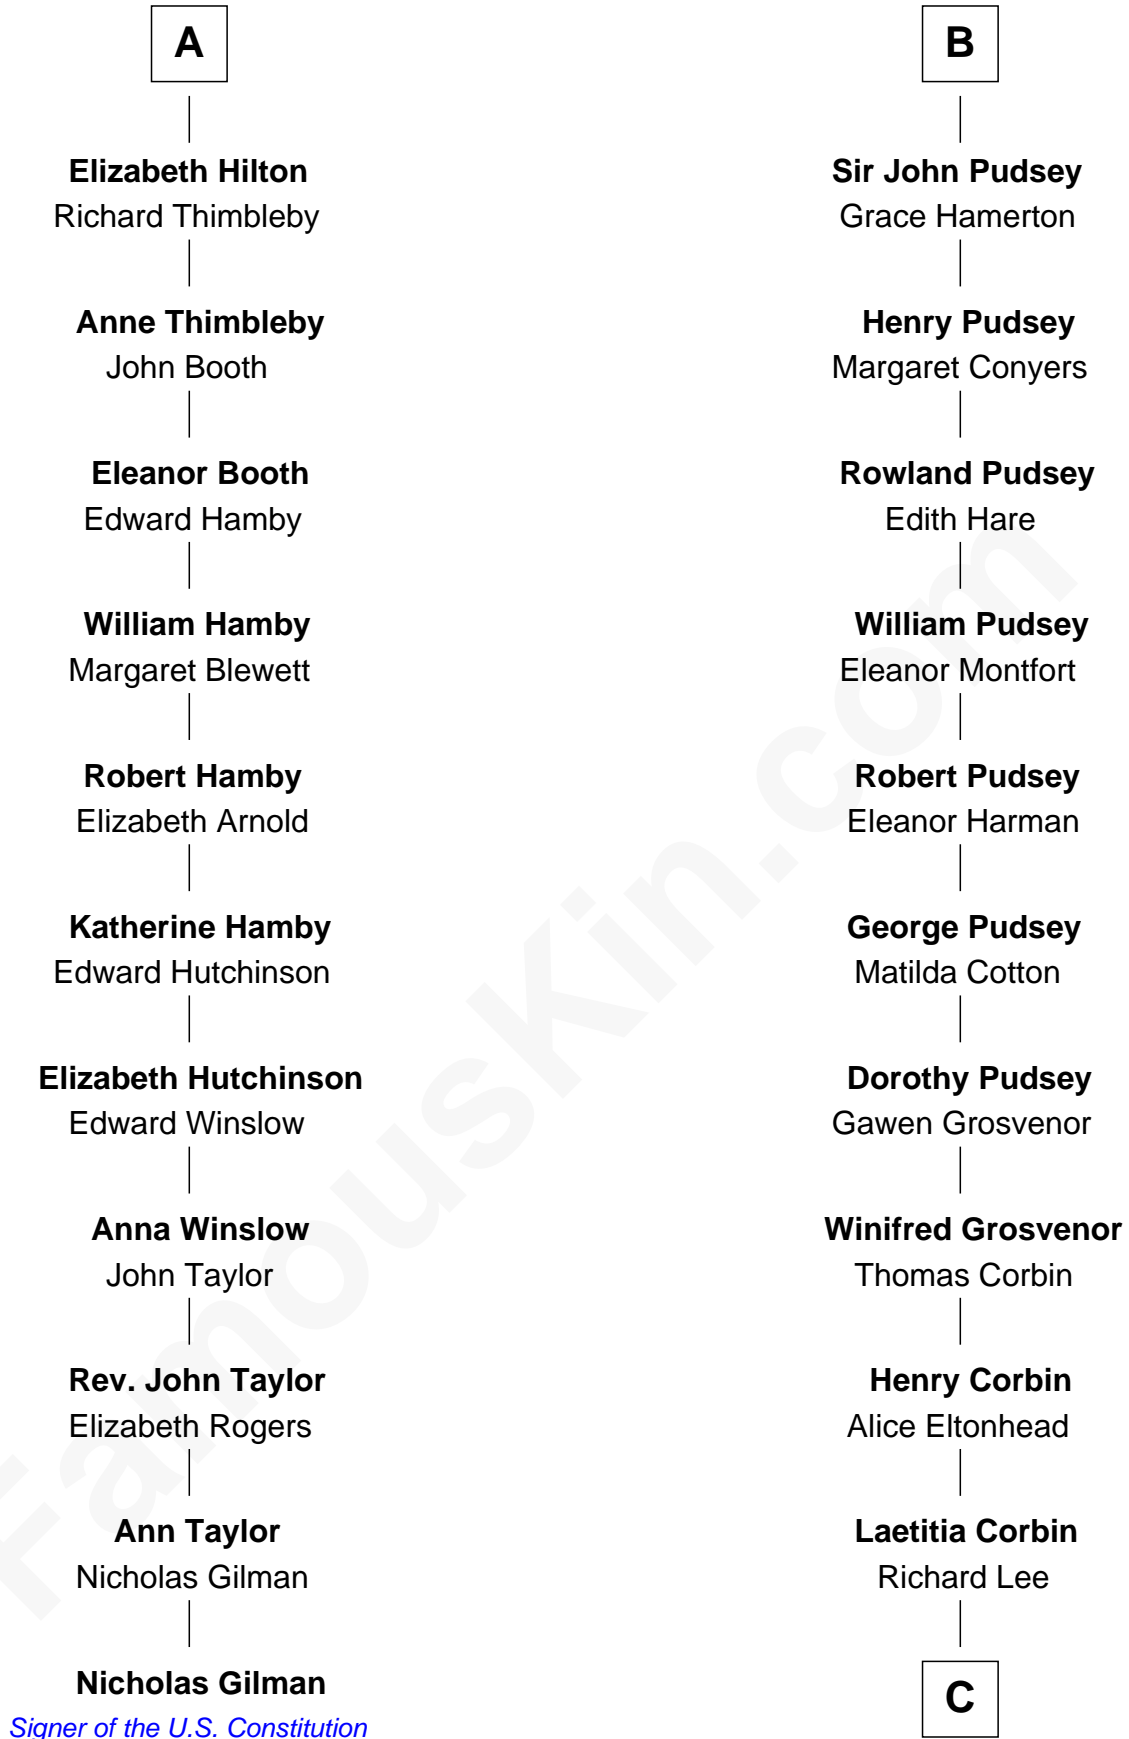 A
Elizabeth Hilton
Richard Thimbleby
Anne Thimbleby
John Booth
Eleanor Booth
Edward Hamby
William Hamby
Margaret Blewett
Robert Hamby
Elizabeth Arnold
Katherine Hamby
Edward Hutchinson
Elizabeth Hutchinson
Edward Winslow
Anna Winslow
John Taylor
Rev. John Taylor
Elizabeth Rogers
Ann Taylor
Nicholas Gilman
Nicholas Gilman
Signer of the U.S. Constitution
B
Sir John Pudsey
Grace Hamerton
Henry Pudsey
Margaret Conyers
Rowland Pudsey
Edith Hare
William Pudsey
Eleanor Montfort
Robert Pudsey
Eleanor Harman
George Pudsey
Matilda Cotton
Dorothy Pudsey
Gawen Grosvenor
Winifred Grosvenor
Thomas Corbin
Henry Corbin
Alice Eltonhead
Laetitia Corbin
Richard Lee
C
FamousKin.com